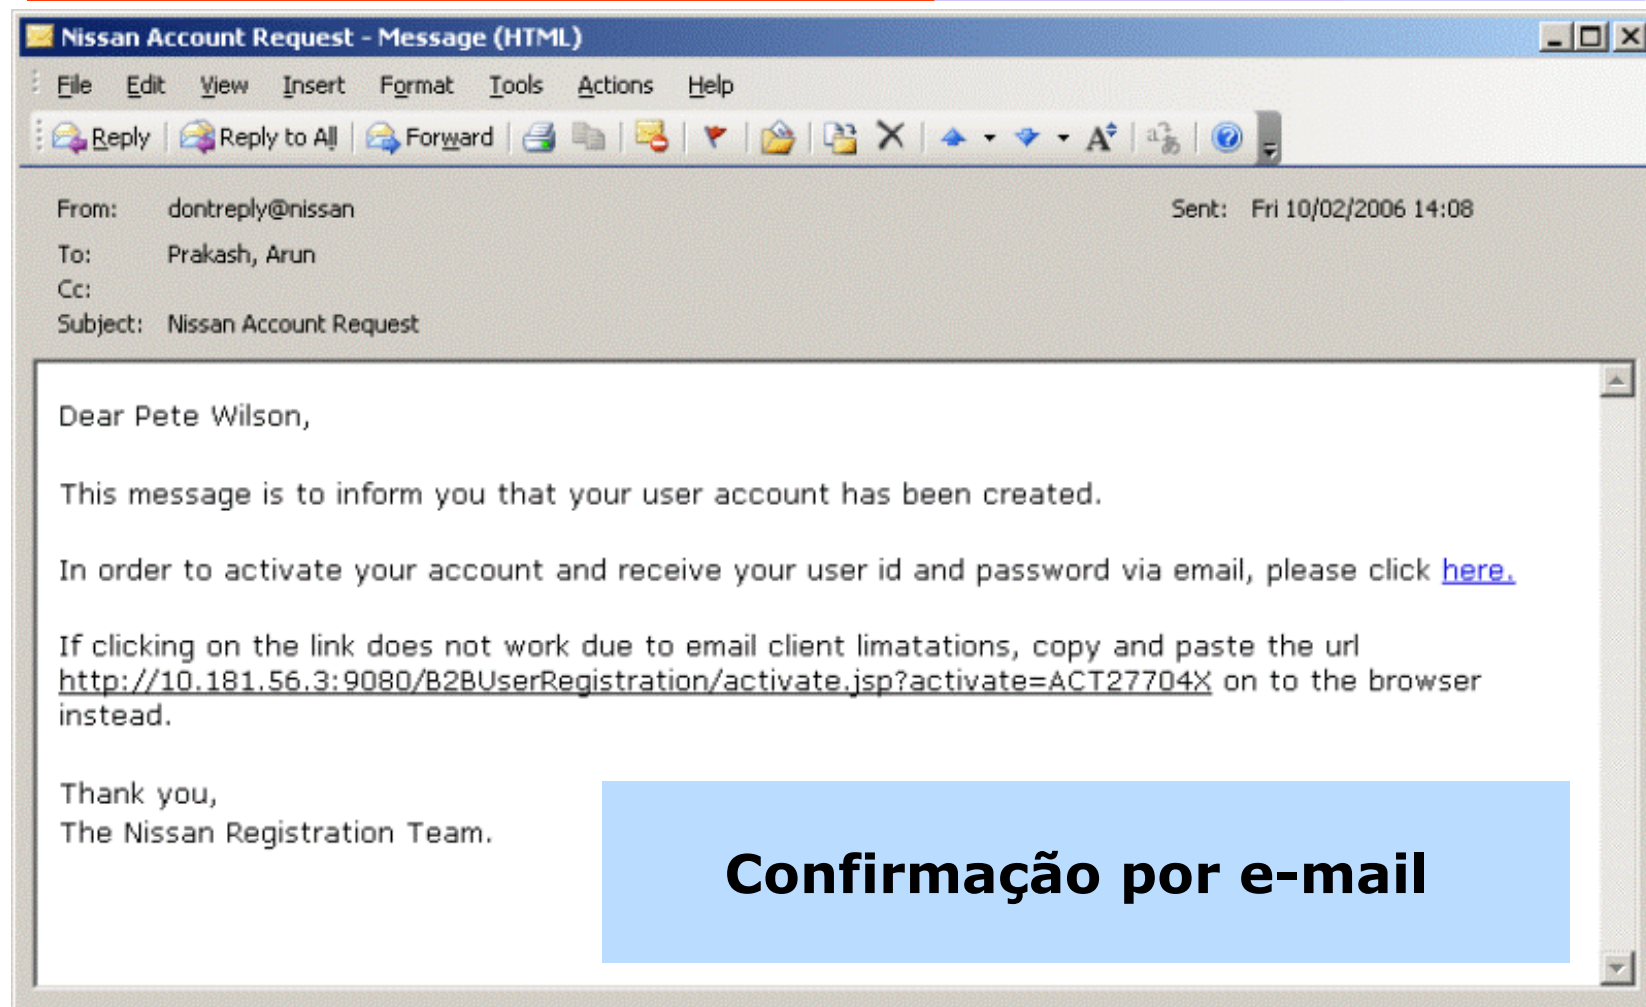 Nissan Account Request - Message (HTML)
File Edit View Insert Format Tools Actions Help
Reply Reply to All Forward
From: dontreply@nissan Sent: Fri 10/02/2006 14:08
To: Prakash, Arun
Cc:
Subject: Nissan Account Request
Dear Pete Wilson,
This message is to inform you that your user account has been created.
In order to activate your account and receive your user id and password via email, please click here.
If clicking on the link does not work due to email client limatations, copy and paste the url
http://10.181.56.3:9080/B2BUserRegistration/activate.jsp?activate=ACT27704X on to the browser
instead.
Thank you,
The Nissan Registration Team.
Confirmação por e-mail